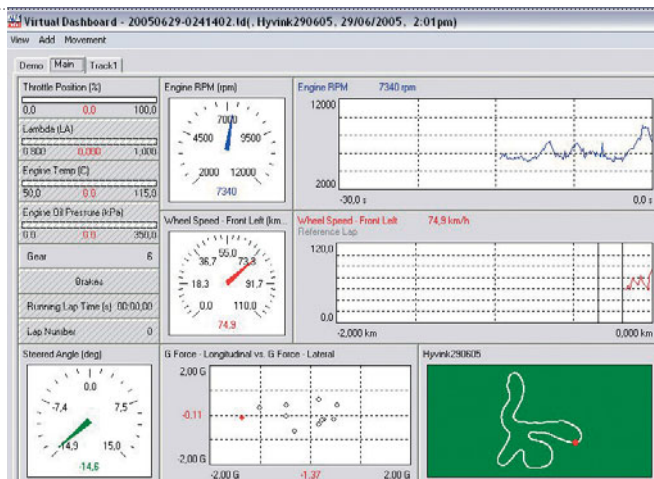 Virtual Dashboard - 20050629-0241402.ld(, Hyvink290605, 29/06/2005, 2:01pm)
View Add Movement
Demo Main Track1
Throttle Position (%)
0,0 0,0 100,0
Lambda (LA)
0.800 0,000 1,000
Engine Temp (C)
50,0 0.0 115,0
Engine Oil Pressure (kPa)
0.0 0.0 350,0
Gear 6
Brakes
Running Lap Time (s) 00:00,00
Lap Number 0
Engine RPM (rpm)
7000
4500 9500
2000 12000
7340
Engine RPM 7340 rpm
12000
2000
-30,0 s 0,0 s
Wheel Speed - Front Left (km...
55.0
36,7 73,3
18.3 91,7
0.0 110.0
74.9
Wheel Speed - Front Left 74,9 km/h
Reference Lap
120,0
0.0
-2,000 km 0,000 km
Steered Angle (deg)
0.0
-7,4 7,5
-14,9 15,0
-14,6
G Force - Longitudinal vs. G Force - Lateral
2,00 G
-0.11
-2,00 G
-2,00 G -1.37 2,00 G
Hyvink290605